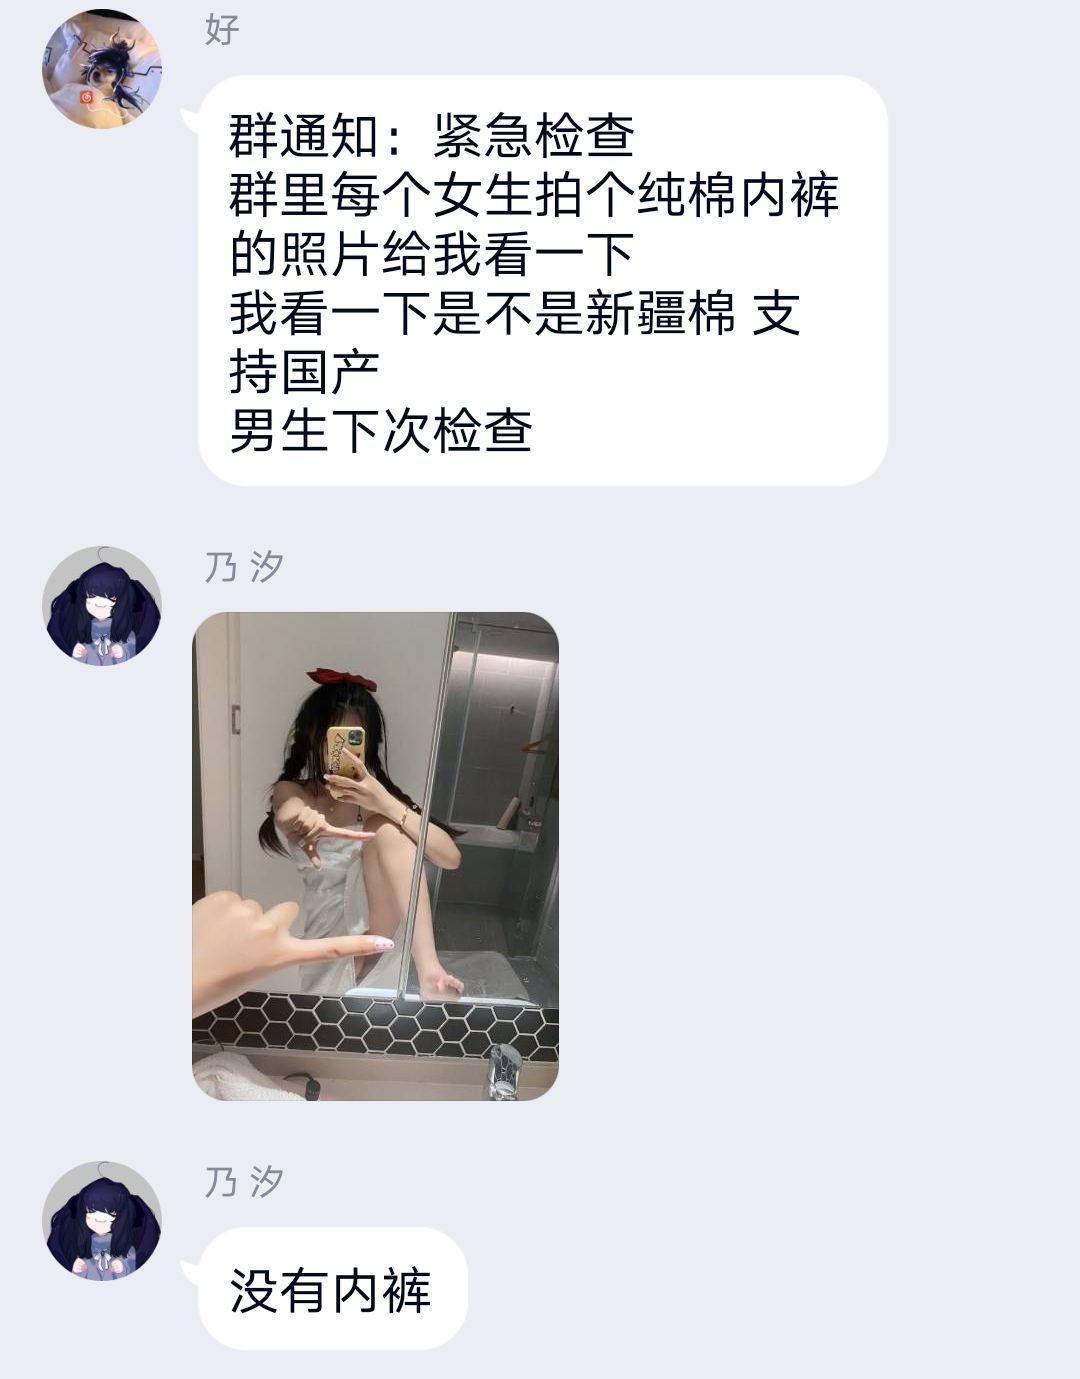 好
群通知：紧急检查
群里每个女生拍个纯棉内裤
的照片给我看一下
我看一下是不是新疆棉 支
持国产
男生下次检查
乃 汐
乃 汐
没有内裤